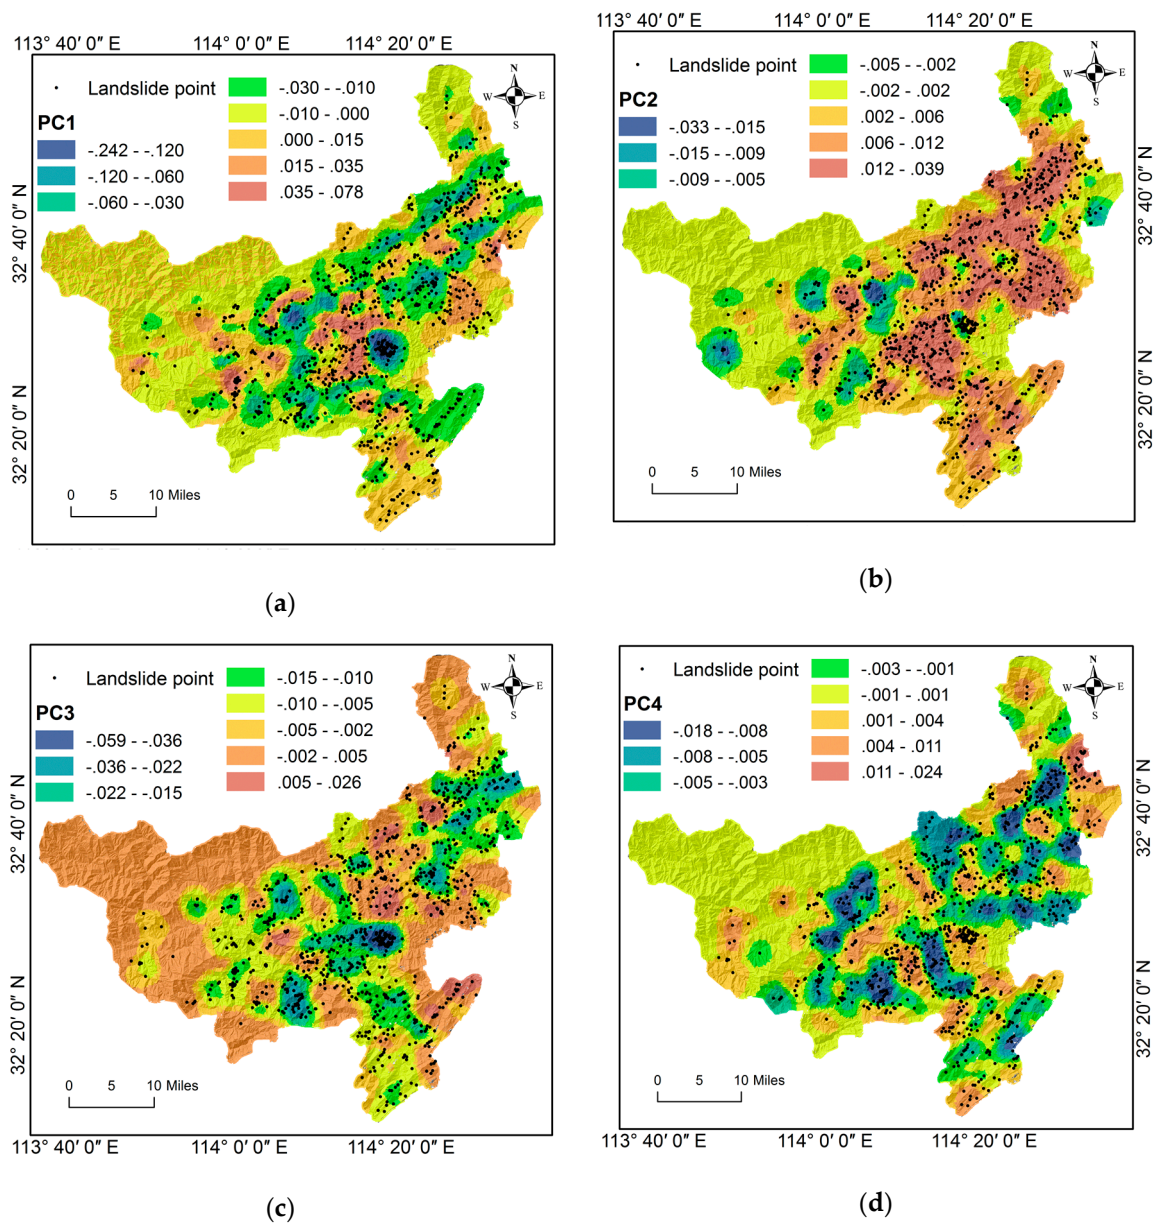 113° 40′ 0″ E 114° 0′ 0″ E 114° 20′ 0″ E
Landslide point
PC1
-.242 - -.120
-.120 - -.060
-.060 - -.030
-.030 - -.010
-.010 - .000
.000 - .015
.015 - .035
.035 - .078
N
W E
S
32° 40′ 0″ N
32° 20′ 0″ N
0 5 10 Miles
(a)
113° 40′ 0″ E 114° 0′ 0″ E 114° 20′ 0″ E
Landslide point
PC2
-.033 - -.015
-.015 - -.009
-.009 - -.005
-.005 - -.002
-.002 - .002
.002 - .006
.006 - .012
.012 - .039
N
W E
S
32° 40′ 0″ N
32° 20′ 0″ N
0 5 10 Miles
(b)
Landslide point
PC3
-.059 - -.036
-.036 - -.022
-.022 - -.015
-.015 - -.010
-.010 - -.005
-.005 - -.002
-.002 - .005
.005 - .026
N
W E
S
32° 40′ 0″ N
32° 20′ 0″ N
0 5 10 Miles
113° 40′ 0″ E 114° 0′ 0″ E 114° 20′ 0″ E
(c)
Landslide point
PC4
-.018 - -.008
-.008 - -.005
-.005 - -.003
-.003 - -.001
-.001 - .001
.001 - .004
.004 - .011
.011 - .024
N
W E
S
32° 40′ 0″ N
32° 20′ 0″ N
0 5 10 Miles
113° 40′ 0″ E 114° 0′ 0″ E 114° 20′ 0″ E
(d)